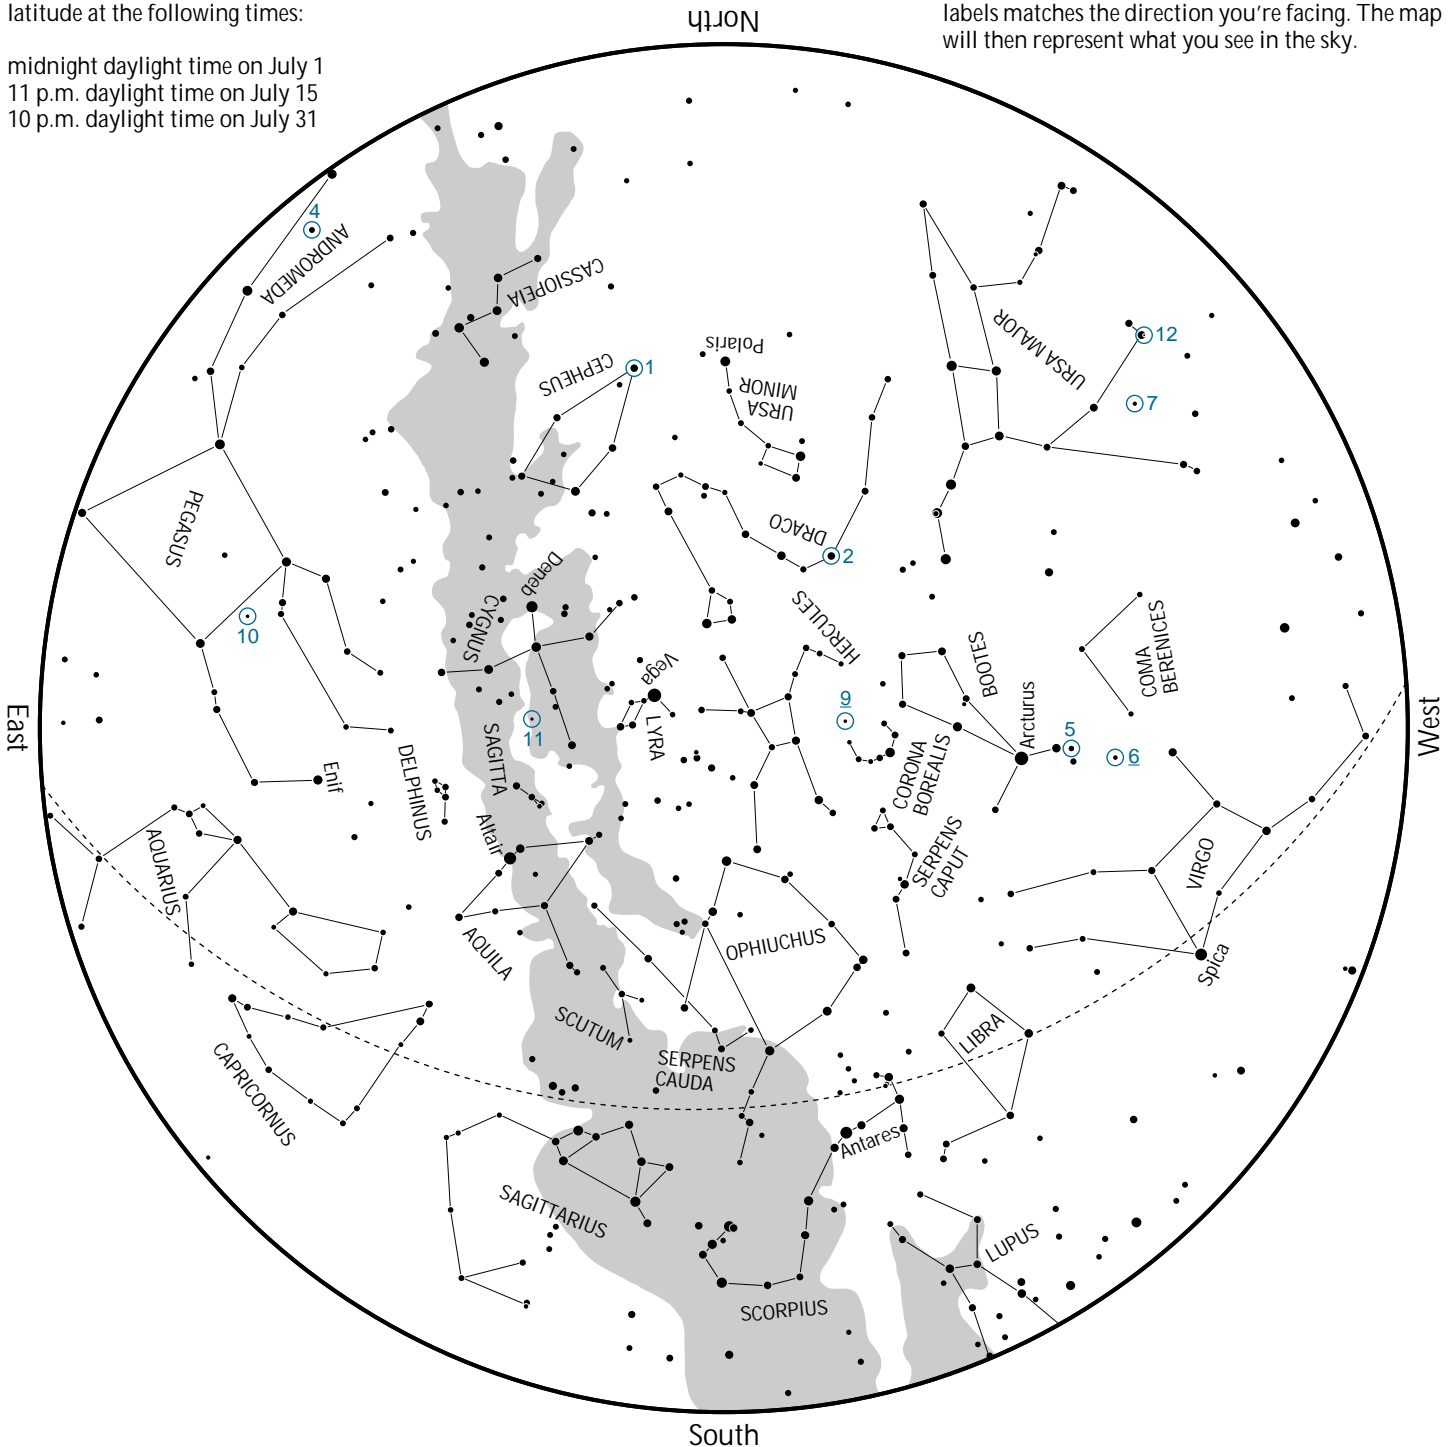 latitude at the following times:
midnight daylight time on July 1
11 p.m. daylight time on July 15
10 p.m. daylight time on July 31
North
labels matches the direction you're facing. The map
will then represent what you see in the sky.
4
ANDROMEDA
CASSIOPEIA
CEPHEUS
1
Polaris
URSA
MINOR
URSA MAJOR
12
7
PEGASUS
DRACO
2
Deneb
CYGNUS
10
HERCULES
BOOTES
COMA
BERENICES
Vega
LYRA
9
East
SAGITTA
11
Arcturus
5
6
West
Enif
DELPHINUS
CORONA
BOREALIS
Altair
AQUARIUS
SERPENS
CAPUT
VIRGO
AQUILA
OPHIUCHUS
Spica
SCUTUM
LIBRA
SERPENS
CAUDA
CAPRICORNUS
Antares
SAGITTARIUS
LUPUS
SCORPIUS
South